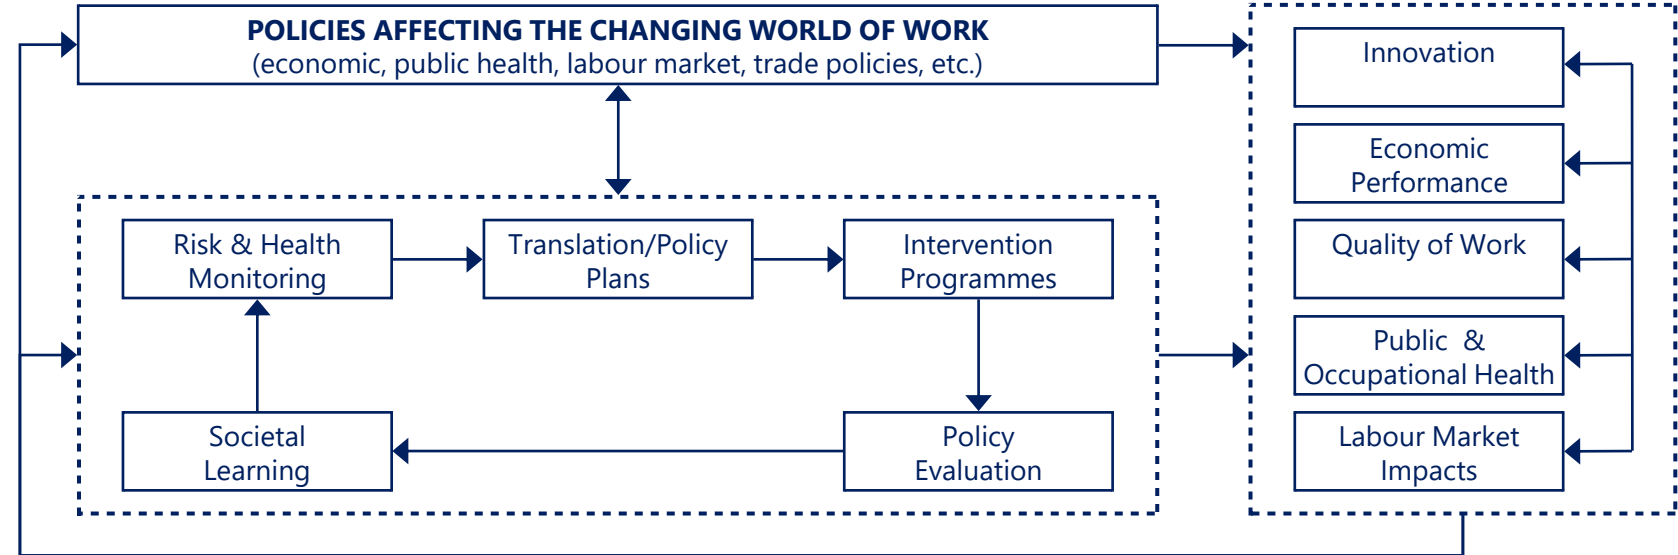 POLICIES AFFECTING THE CHANGING WORLD OF WORK
(economic, public health, labour market, trade policies, etc.)
Risk & Health
Monitoring
Translation/Policy
Plans
Intervention
Programmes
Societal
Learning
Policy
Evaluation
Innovation
Economic
Performance
Quality of Work
Public &
Occupational Health
Labour Market
Impacts